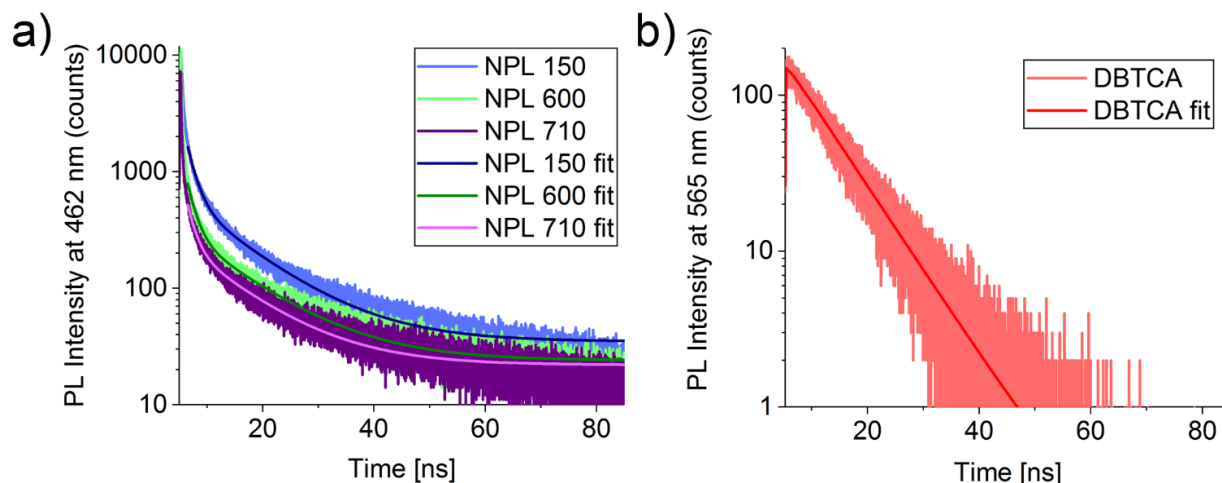 a)
PL Intensity at 462 nm (counts)
10000
1000
100
10
NPL 150
NPL 600
NPL 710
NPL 150 fit
NPL 600 fit
NPL 710 fit
20
40
60
80
Time [ns]
b)
PL Intensity at 565 nm (counts)
100
10
1
DBTCA
DBTCA fit
20
40
60
80
Time [ns]